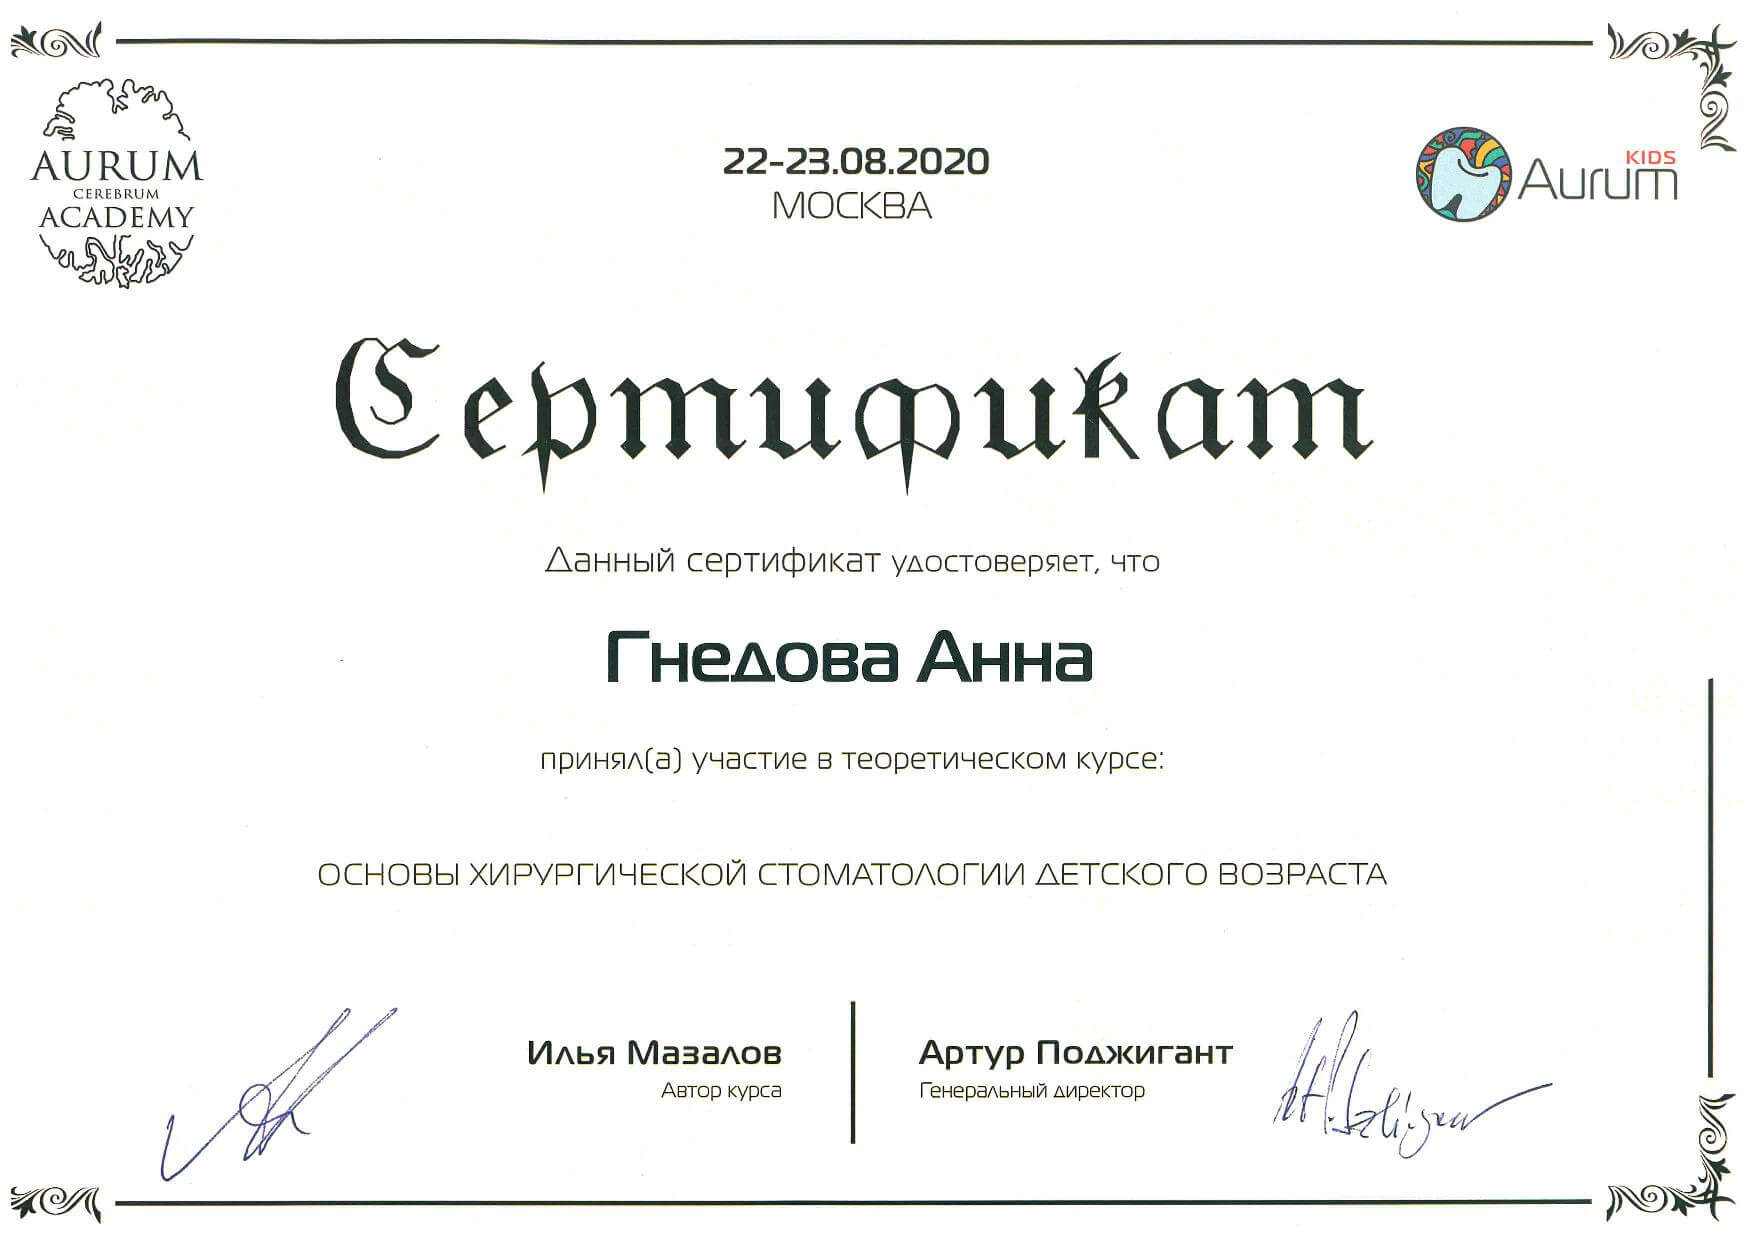 AURUM
CEREBRUM
ACADEMY
22-23.08.2020
МОСКВА
KIDS
Aurum
Сертификат
Данный сертификат удостоверяет, что
Гнедова Анна
принял(а) участие в теоретическом курсе:
ОСНОВЫ ХИРУРГИЧЕСКОЙ СТОМАТОЛОГИИ ДЕТСКОГО ВОЗРАСТА
Илья Мазалов
Автор курса
Артур Поджигант
Генеральный директор